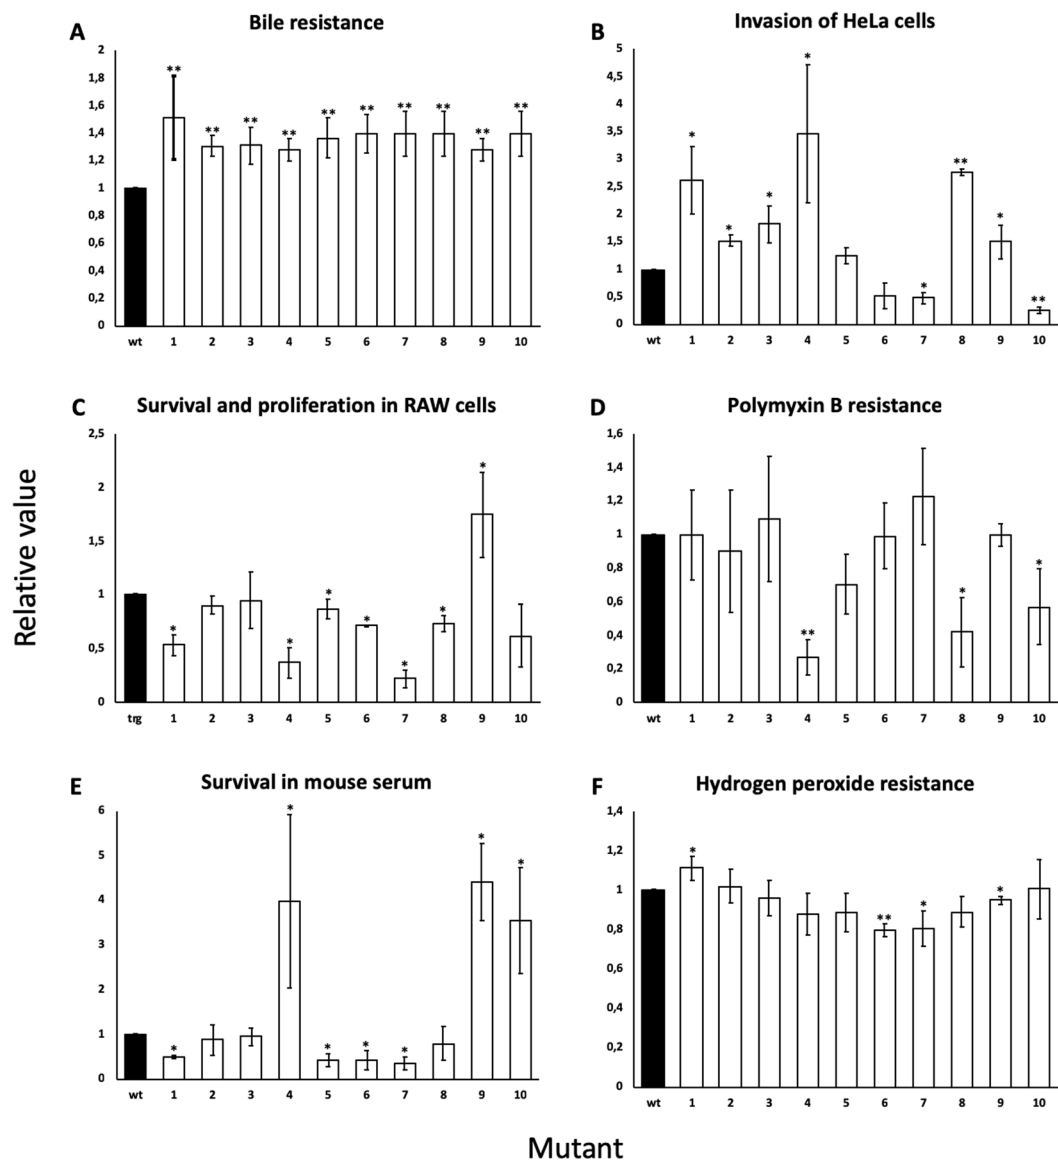 A
Bile resistance
2
1,8
1,6
1,4
1,2
1
0,8
0,6
0,4
0,2
0
** ** ** ** ** ** ** ** ** **
wt 1 2 3 4 5 6 7 8 9 10
B
Invasion of HeLa cells
5
4,5
4
3,5
3
2,5
2
1,5
1
0,5
0
* * * * * ** * **
wt 1 2 3 4 5 6 7 8 9 10
C
Survival and proliferation in RAW cells
2,5
2
1,5
1
0,5
0
* * * * * * *
trg 1 2 3 4 5 6 7 8 9 10
D
Polymyxin B resistance
1,6
1,4
1,2
1
0,8
0,6
0,4
0,2
0
** * *
wt 1 2 3 4 5 6 7 8 9 10
Relative value
E
Survival in mouse serum
6
5
4
3
2
1
0
* * * * * * *
wt 1 2 3 4 5 6 7 8 9 10
F
Hydrogen peroxide resistance
1,4
1,2
1
0,8
0,6
0,4
0,2
0
* ** * *
wt 1 2 3 4 5 6 7 8 9 10
Mutant